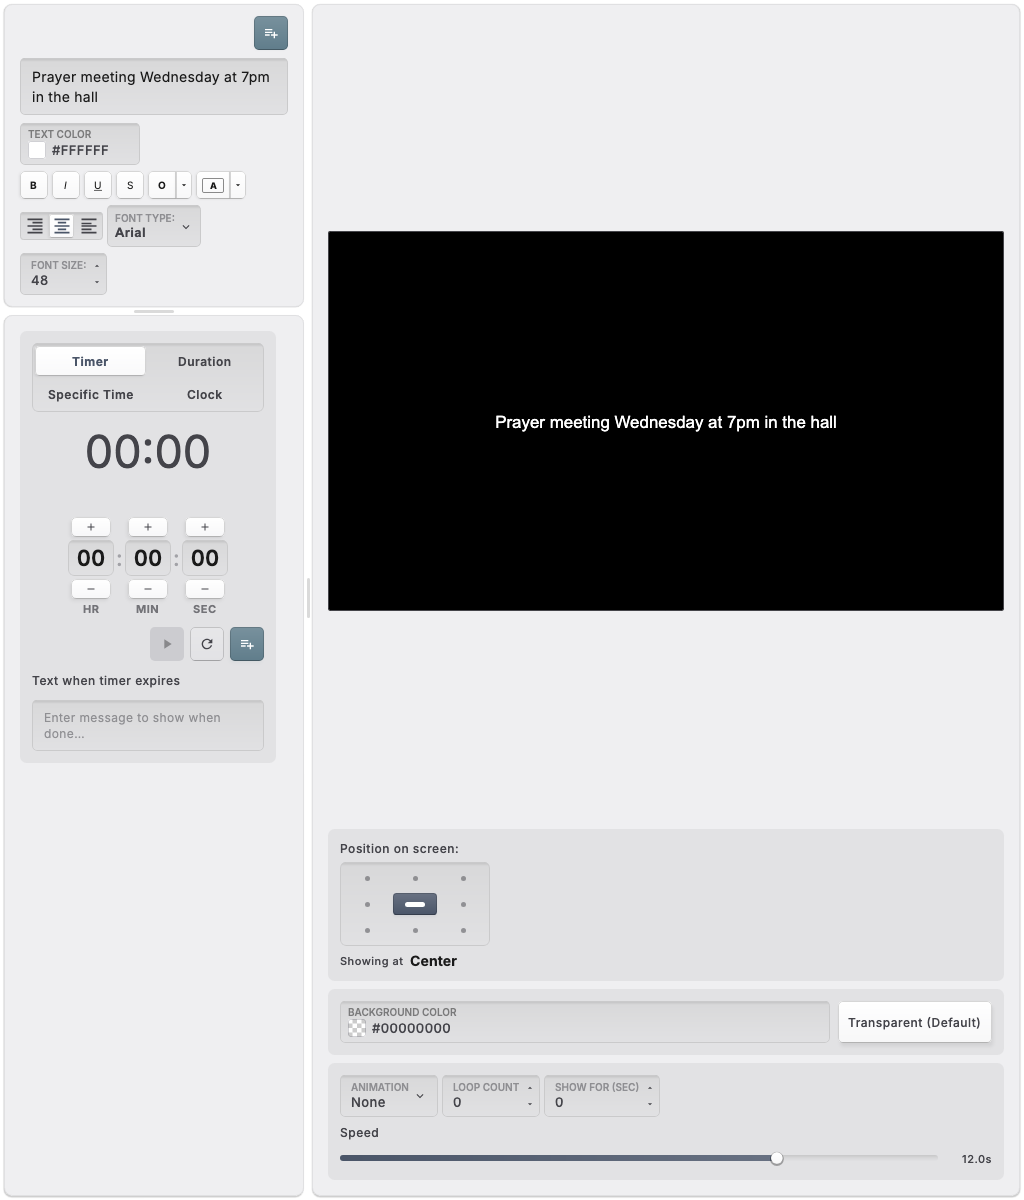 Prayer meeting Wednesday at 7pm
in the hall
TEXT COLOR
#FFFFFF
B I U S O A
FONT TYPE:
Arial
FONT SIZE:
48
Timer Duration
Specific Time Clock
00:00
+ + +
00 : 00 : 00
− − −
HR MIN SEC
Text when timer expires
Enter message to show when
done...
Prayer meeting Wednesday at 7pm in the hall
Position on screen:
Showing at Center
BACKGROUND COLOR
#00000000
Transparent (Default)
ANIMATION
None
LOOP COUNT
0
SHOW FOR (SEC)
0
Speed
12.0s